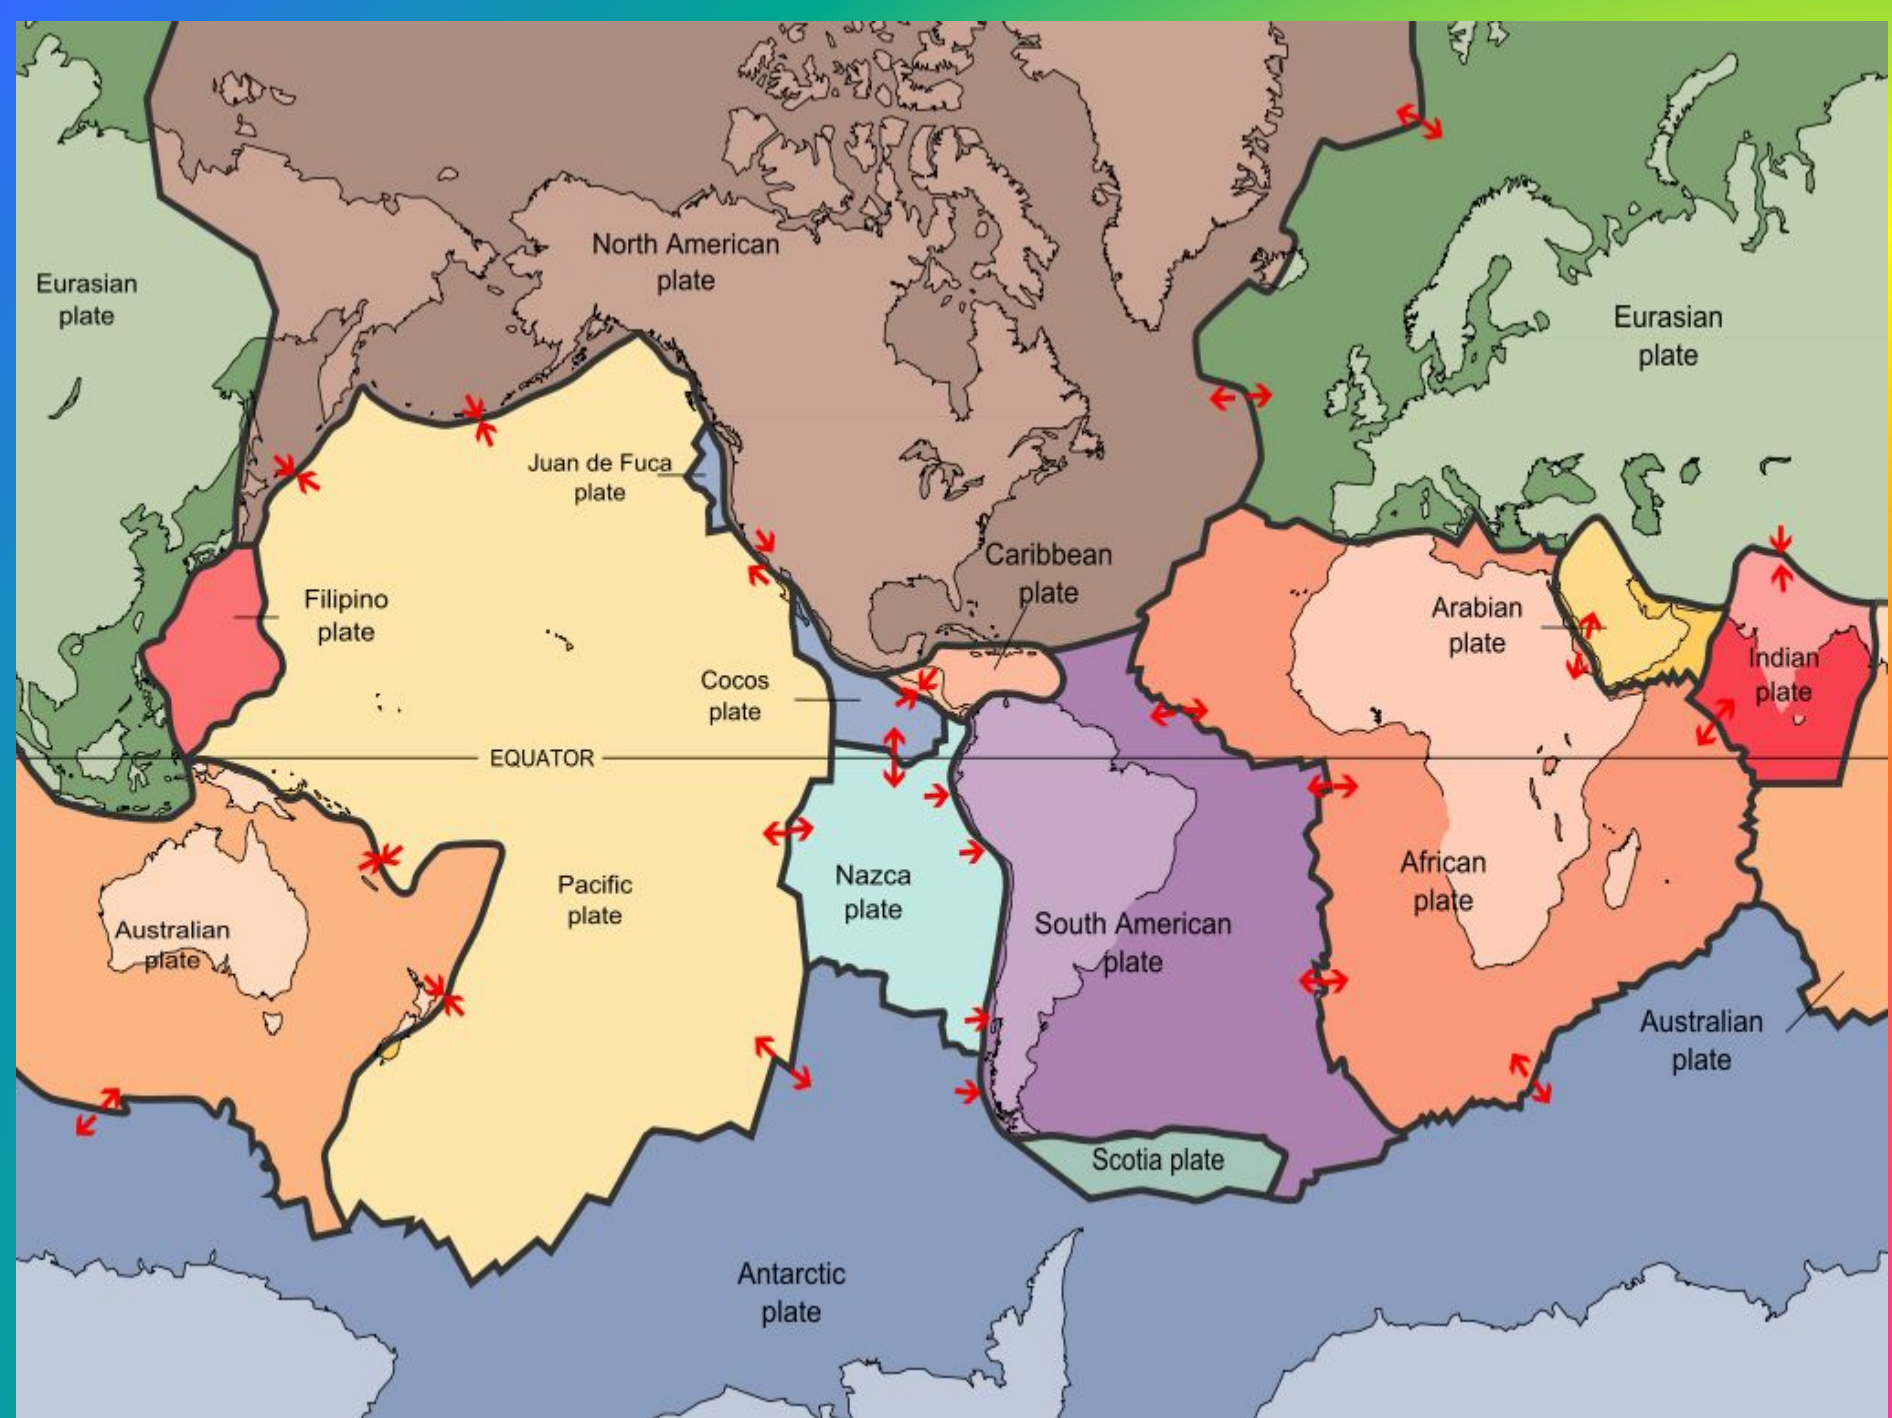 North American
plate
Eurasian
plate
Eurasian
plate
Juan de Fuca
plate
Caribbean
plate
Filipino
plate
Arabian
plate
Indian
plate
Cocos
plate
EQUATOR
Nazca
plate
African
plate
Pacific
plate
South American
plate
Australian
plate
Australian
plate
Scotia plate
Antarctic
plate